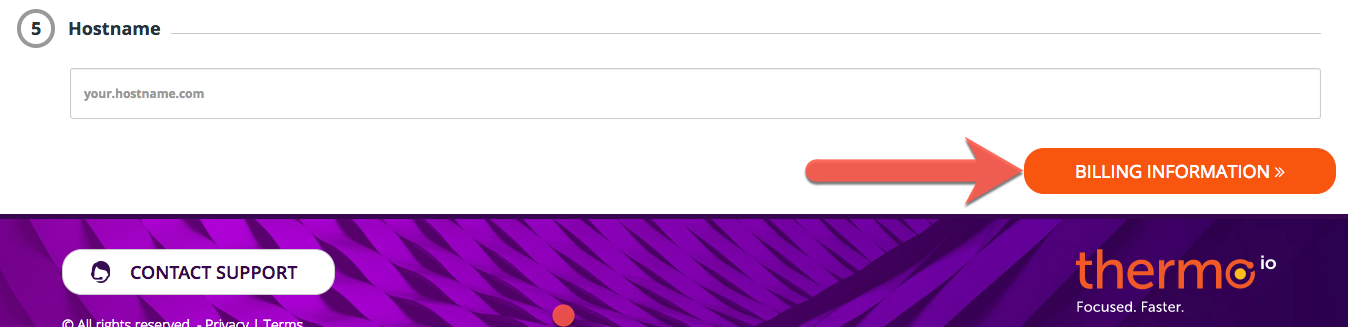 5 Hostname
your.hostname.com
BILLING INFORMATION »
CONTACT SUPPORT
thermo io
Focused. Faster.
© All rights reserved. - Privacy | Terms